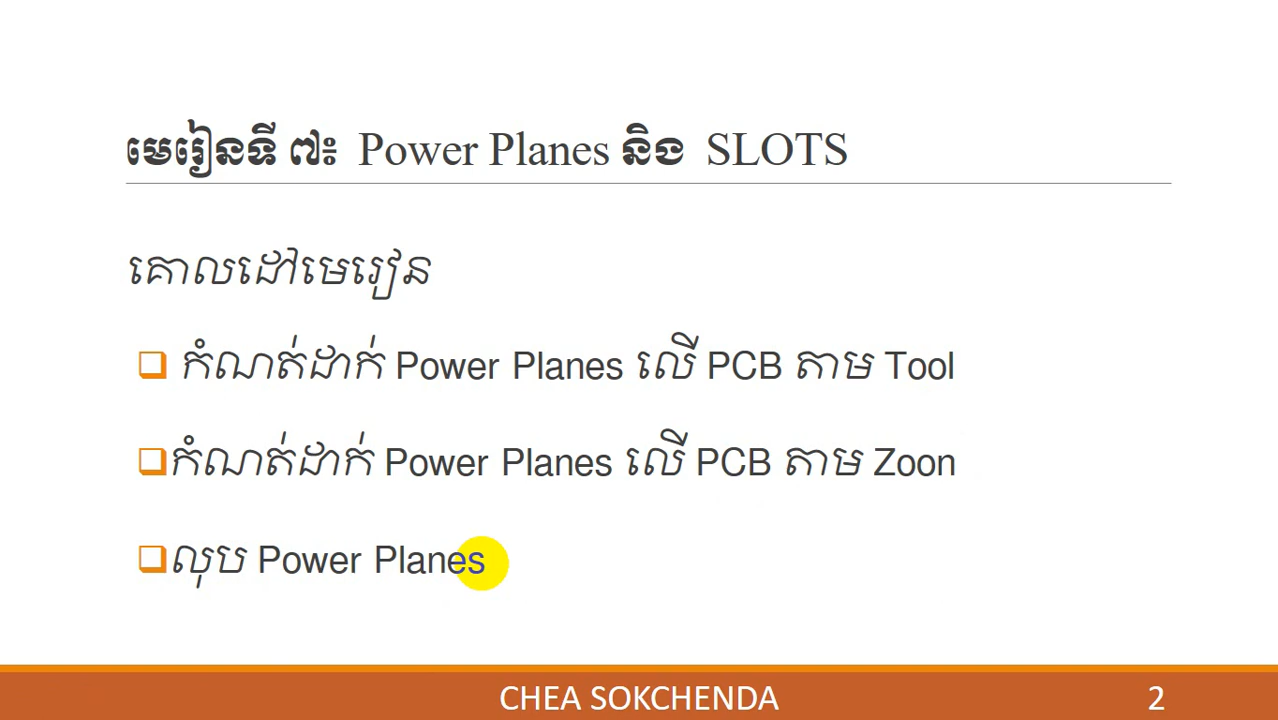 មេរៀនទី ៧៖ Power Planes និង SLOTS
គោលដៅមេរៀន
កំណត់ដាក់ Power Planes លើ PCB តាម Tool
កំណត់ដាក់ Power Planes លើ PCB តាម Zoon
លុប Power Planes
CHEA SOKCHENDA 2